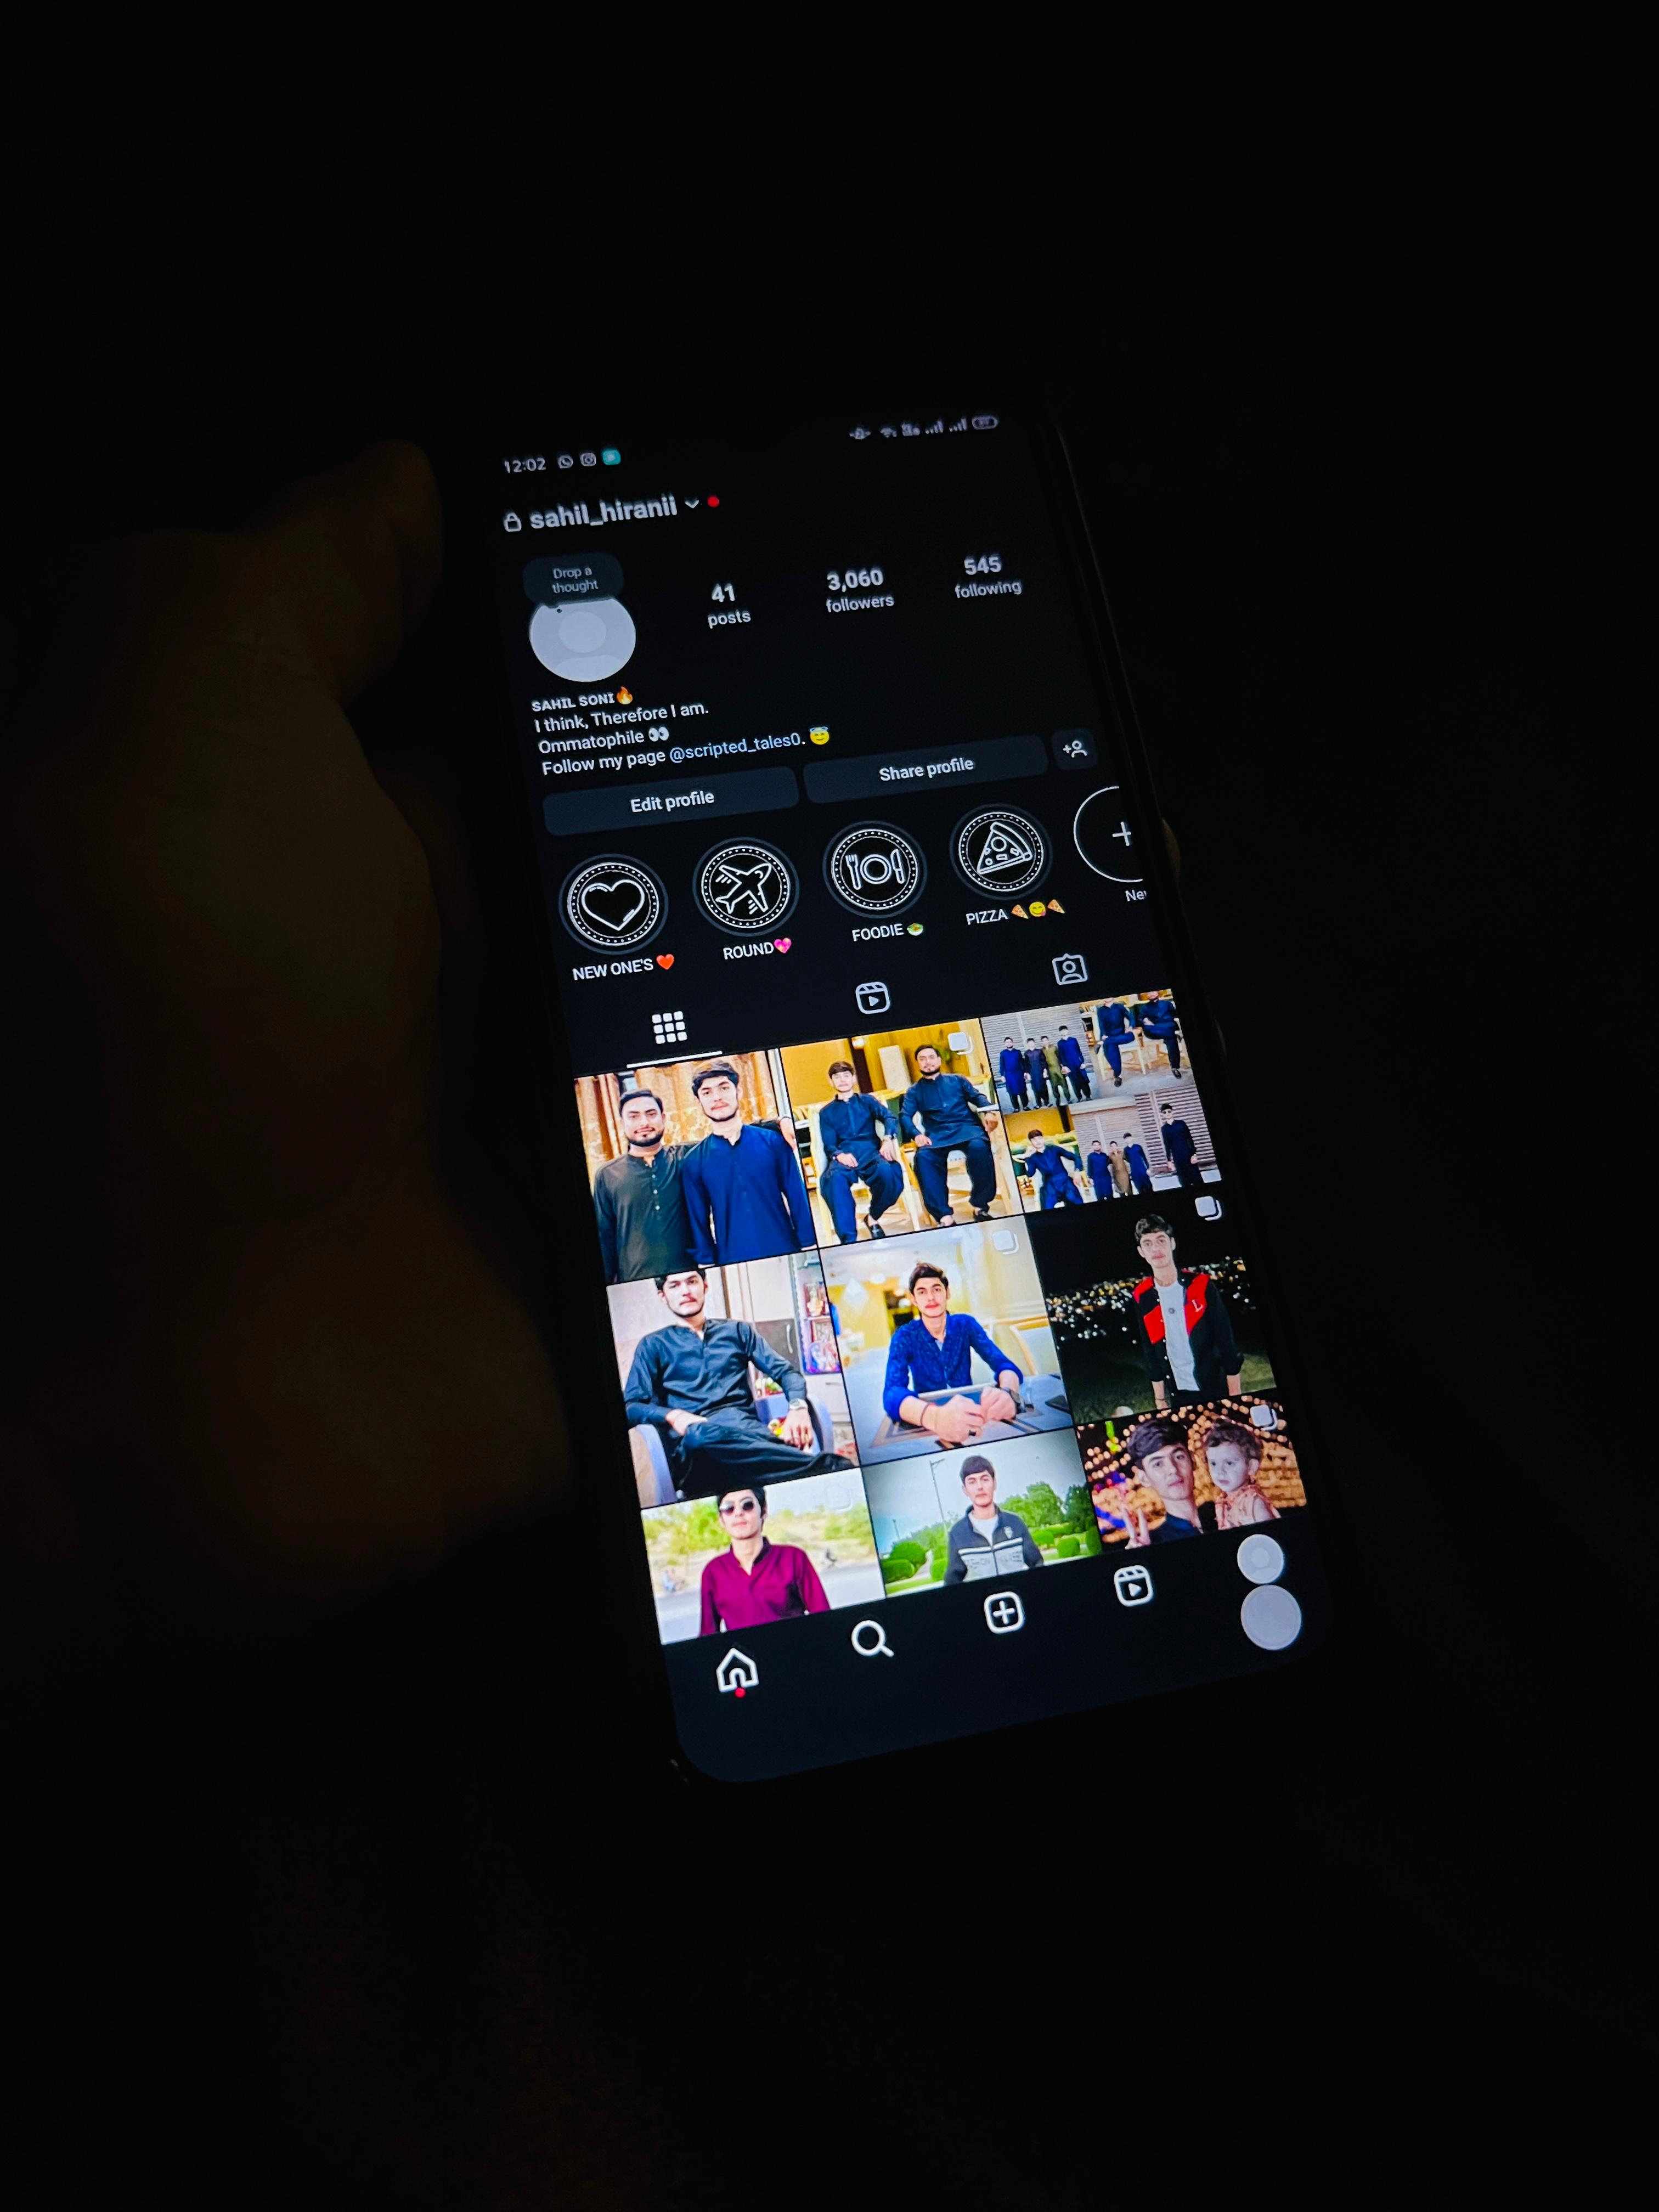 12:02
sahil_hiranii
Drop a
thought
41
posts
3,060
followers
545
following
SAHIL SONI🔥
I think, Therefore I am.
Ommatophile 👀
Follow my page @scripted_tales0. 😇
Edit profile
Share profile
NEW ONE'S ❤️
ROUND💖
FOODIE 🥗
PIZZA 🍕😋🍕
L